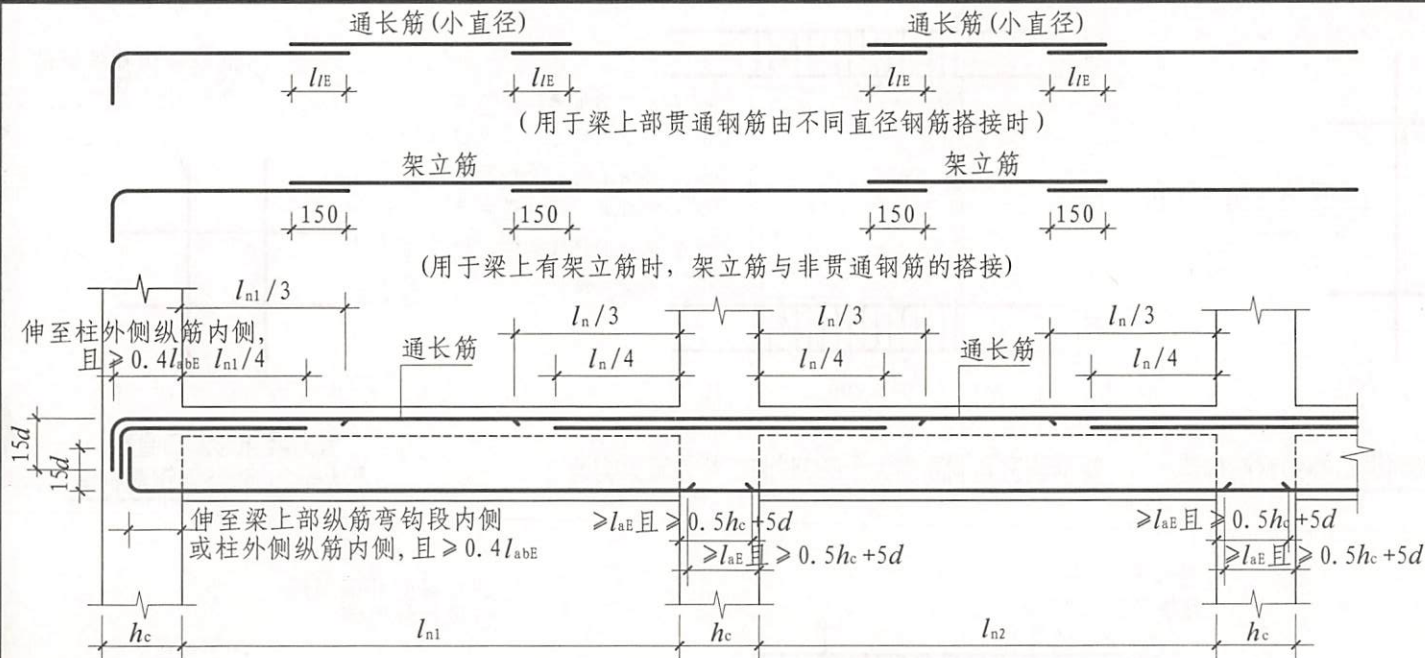 通长筋(小直径) 通长筋(小直径)
llE llE llE llE
(用于梁上部贯通钢筋由不同直径钢筋搭接时)
架立筋 架立筋
150 150 150 150
(用于梁上有架立筋时, 架立筋与非贯通钢筋的搭接)
ln1/3
伸至柱外侧纵筋内侧, 通长筋 ln/3 ln/3 通长筋 ln/3
且≥0.4labE ln1/4 ln/4 ln/4 ln/4
15d
15d
伸至梁上部纵筋弯钩段内侧 ≥laE且≥0.5hc+5d ≥laE且≥0.5hc+5d
或柱外侧纵筋内侧, 且≥0.4labE ≥laE且≥0.5hc+5d ≥laE且≥0.5hc+5d
hc ln1 hc ln2 hc